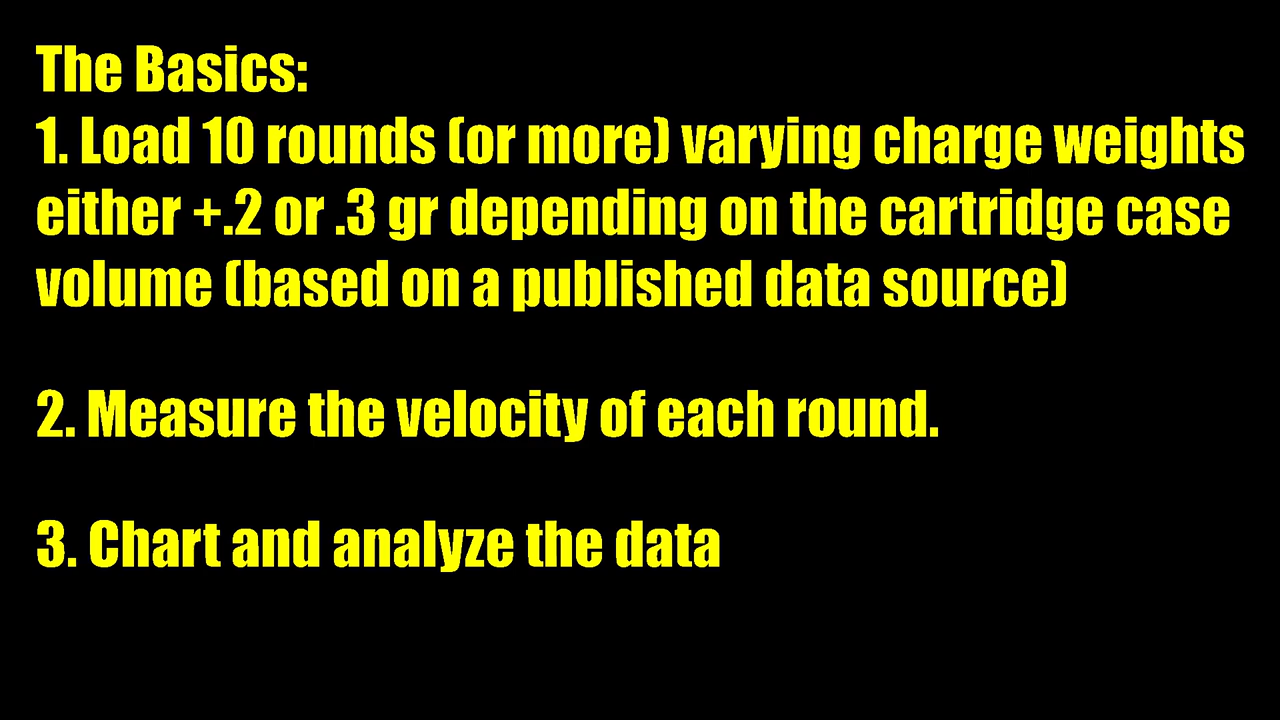 The Basics:
1. Load 10 rounds (or more) varying charge weights
either +.2 or .3 gr depending on the cartridge case
volume (based on a published data source)
2. Measure the velocity of each round.
3. Chart and analyze the data